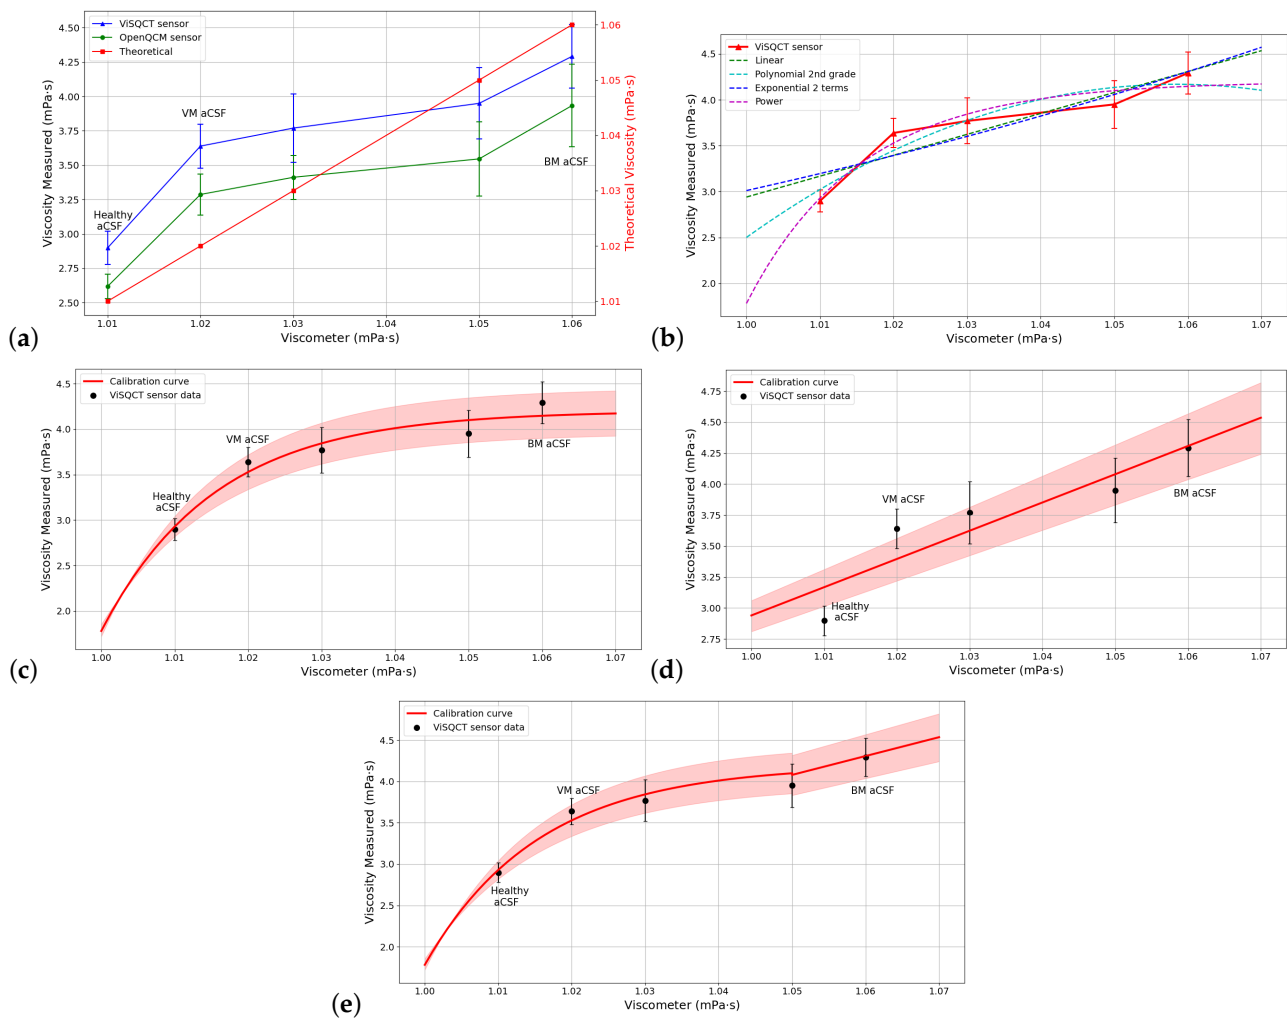 ViSQCT sensor
OpenQCM sensor
Theoretical
4.50
4.25
4.00
3.75
3.50
3.25
3.00
2.75
2.50
Viscosity Measured (mPa·s)
VM aCSF
Healthy
aCSF
BM aCSF
1.06
1.05
1.04
1.03
1.02
1.01
Theoretical Viscosity (mPa·s)
1.01
1.02
1.03
1.04
1.05
1.06
Viscometer (mPa·s)
(a)
ViSQCT sensor
Linear
Polynomial 2nd grade
Exponential 2 terms
Power
4.5
4.0
3.5
3.0
2.5
2.0
Viscosity Measured (mPa·s)
1.00
1.01
1.02
1.03
1.04
1.05
1.06
1.07
Viscometer (mPa·s)
(b)
Calibration curve
ViSQCT sensor data
4.5
4.0
3.5
3.0
2.5
2.0
Viscosity Measured (mPa·s)
VM aCSF
Healthy
aCSF
BM aCSF
1.00
1.01
1.02
1.03
1.04
1.05
1.06
1.07
Viscometer (mPa·s)
(c)
Calibration curve
ViSQCT sensor data
4.75
4.50
4.25
4.00
3.75
3.50
3.25
3.00
2.75
Viscosity Measured (mPa·s)
VM aCSF
BM aCSF
Healthy
aCSF
1.00
1.01
1.02
1.03
1.04
1.05
1.06
1.07
Viscometer (mPa·s)
(d)
Calibration curve
ViSQCT sensor data
4.5
4.0
3.5
3.0
2.5
2.0
Viscosity Measured (mPa·s)
VM aCSF
BM aCSF
Healthy
aCSF
1.00
1.01
1.02
1.03
1.04
1.05
1.06
1.07
Viscometer (mPa·s)
(e)